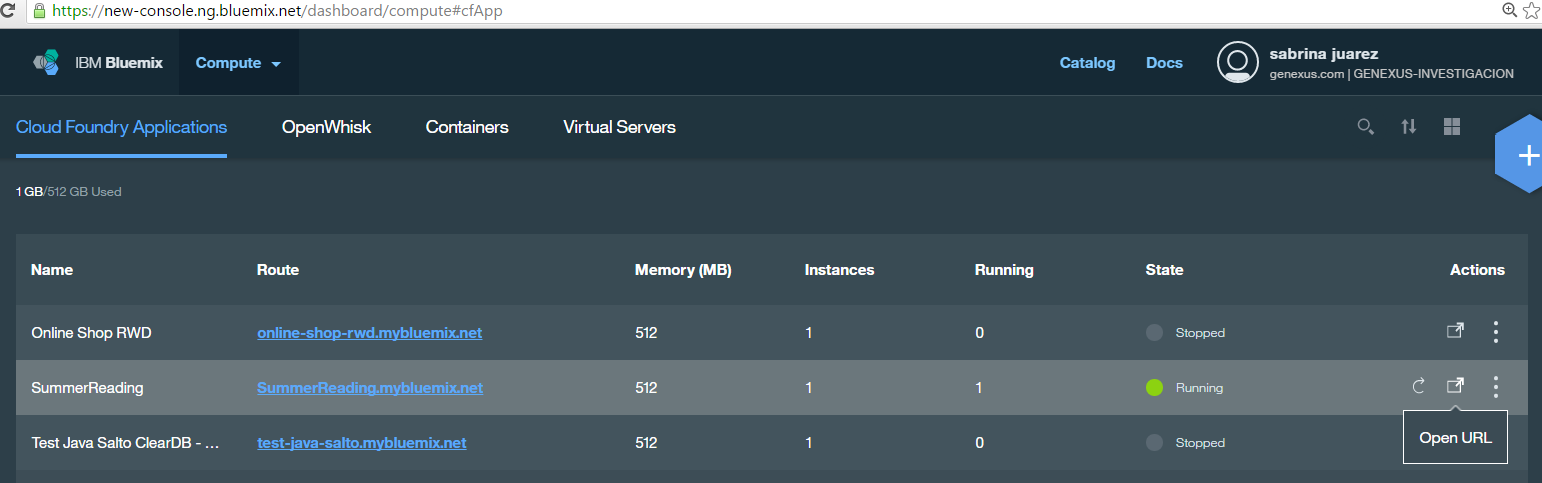 https://new-console.ng.bluemix.net/dashboard/compute#cfApp
IBM Bluemix Compute Catalog Docs sabrina juarez
genexus.com | GENEXUS-INVESTIGACION
Cloud Foundry Applications OpenWhisk Containers Virtual Servers
1 GB/512 GB Used
Name Route Memory (MB) Instances Running State Actions
Online Shop RWD online-shop-rwd.mybluemix.net 512 1 0 Stopped
SummerReading SummerReading.mybluemix.net 512 1 1 Running
Test Java Salto ClearDB - ... test-java-salto.mybluemix.net 512 1 0 Stopped
Open URL